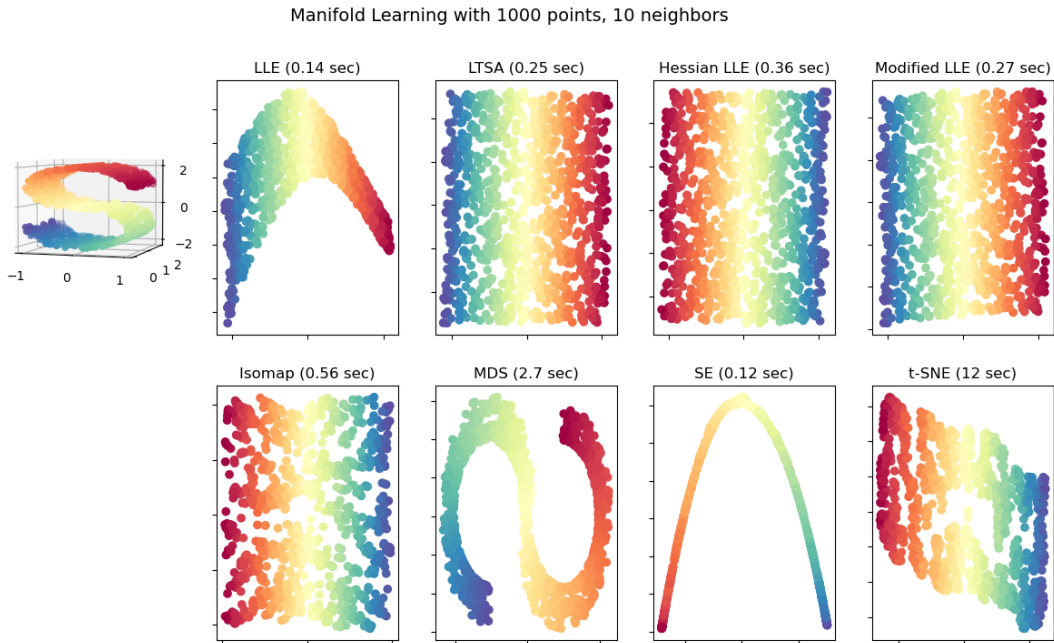 Manifold Learning with 1000 points, 10 neighbors
LLE (0.14 sec)
LTSA (0.25 sec)
Hessian LLE (0.36 sec)
Modified LLE (0.27 sec)
2
0
−2
−1
0
1
0
1
2
Isomap (0.56 sec)
MDS (2.7 sec)
SE (0.12 sec)
t-SNE (12 sec)